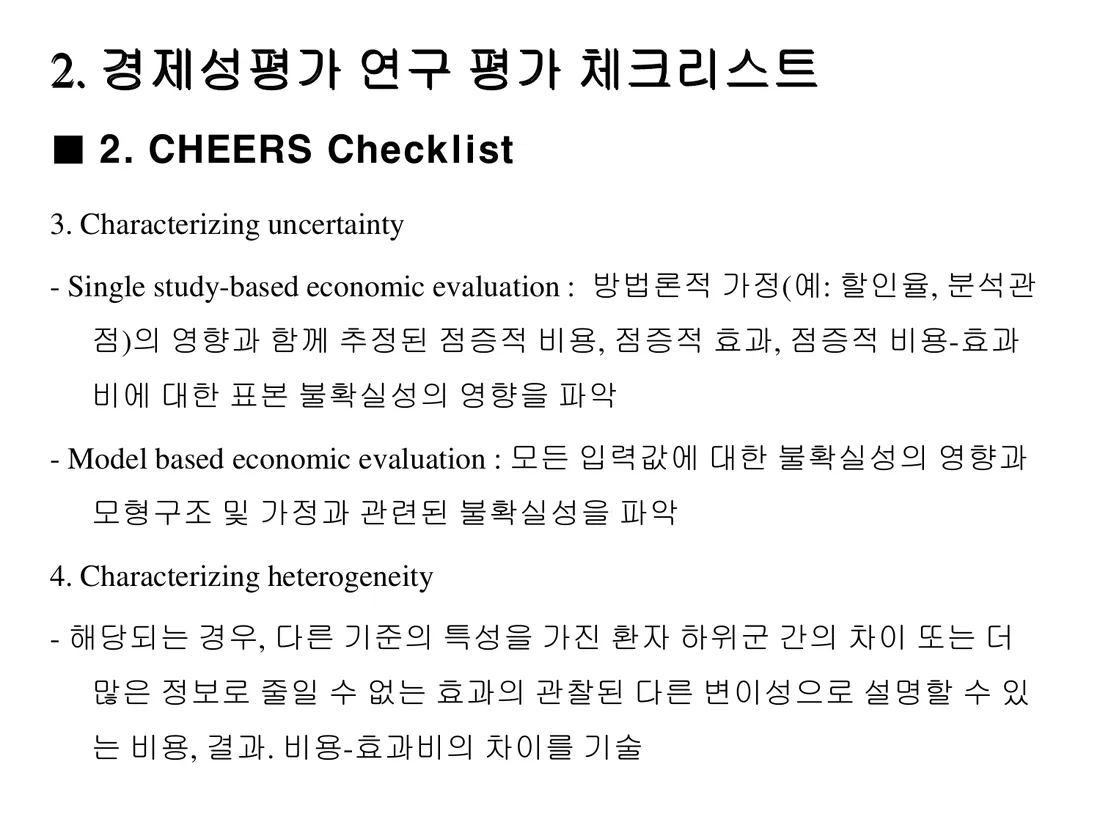 2. 경제성평가 연구 평가 체크리스트
■ 2. CHEERS Checklist
3. Characterizing uncertainty
- Single study-based economic evaluation : 방법론적 가정(예: 할인율, 분석관
점)의 영향과 함께 추정된 점증적 비용, 점증적 효과, 점증적 비용-효과
비에 대한 표본 불확실성의 영향을 파악
- Model based economic evaluation : 모든 입력값에 대한 불확실성의 영향과
모형구조 및 가정과 관련된 불확실성을 파악
4. Characterizing heterogeneity
- 해당되는 경우, 다른 기준의 특성을 가진 환자 하위군 간의 차이 또는 더
많은 정보로 줄일 수 없는 효과의 관찰된 다른 변이성으로 설명할 수 있
는 비용, 결과. 비용-효과비의 차이를 기술